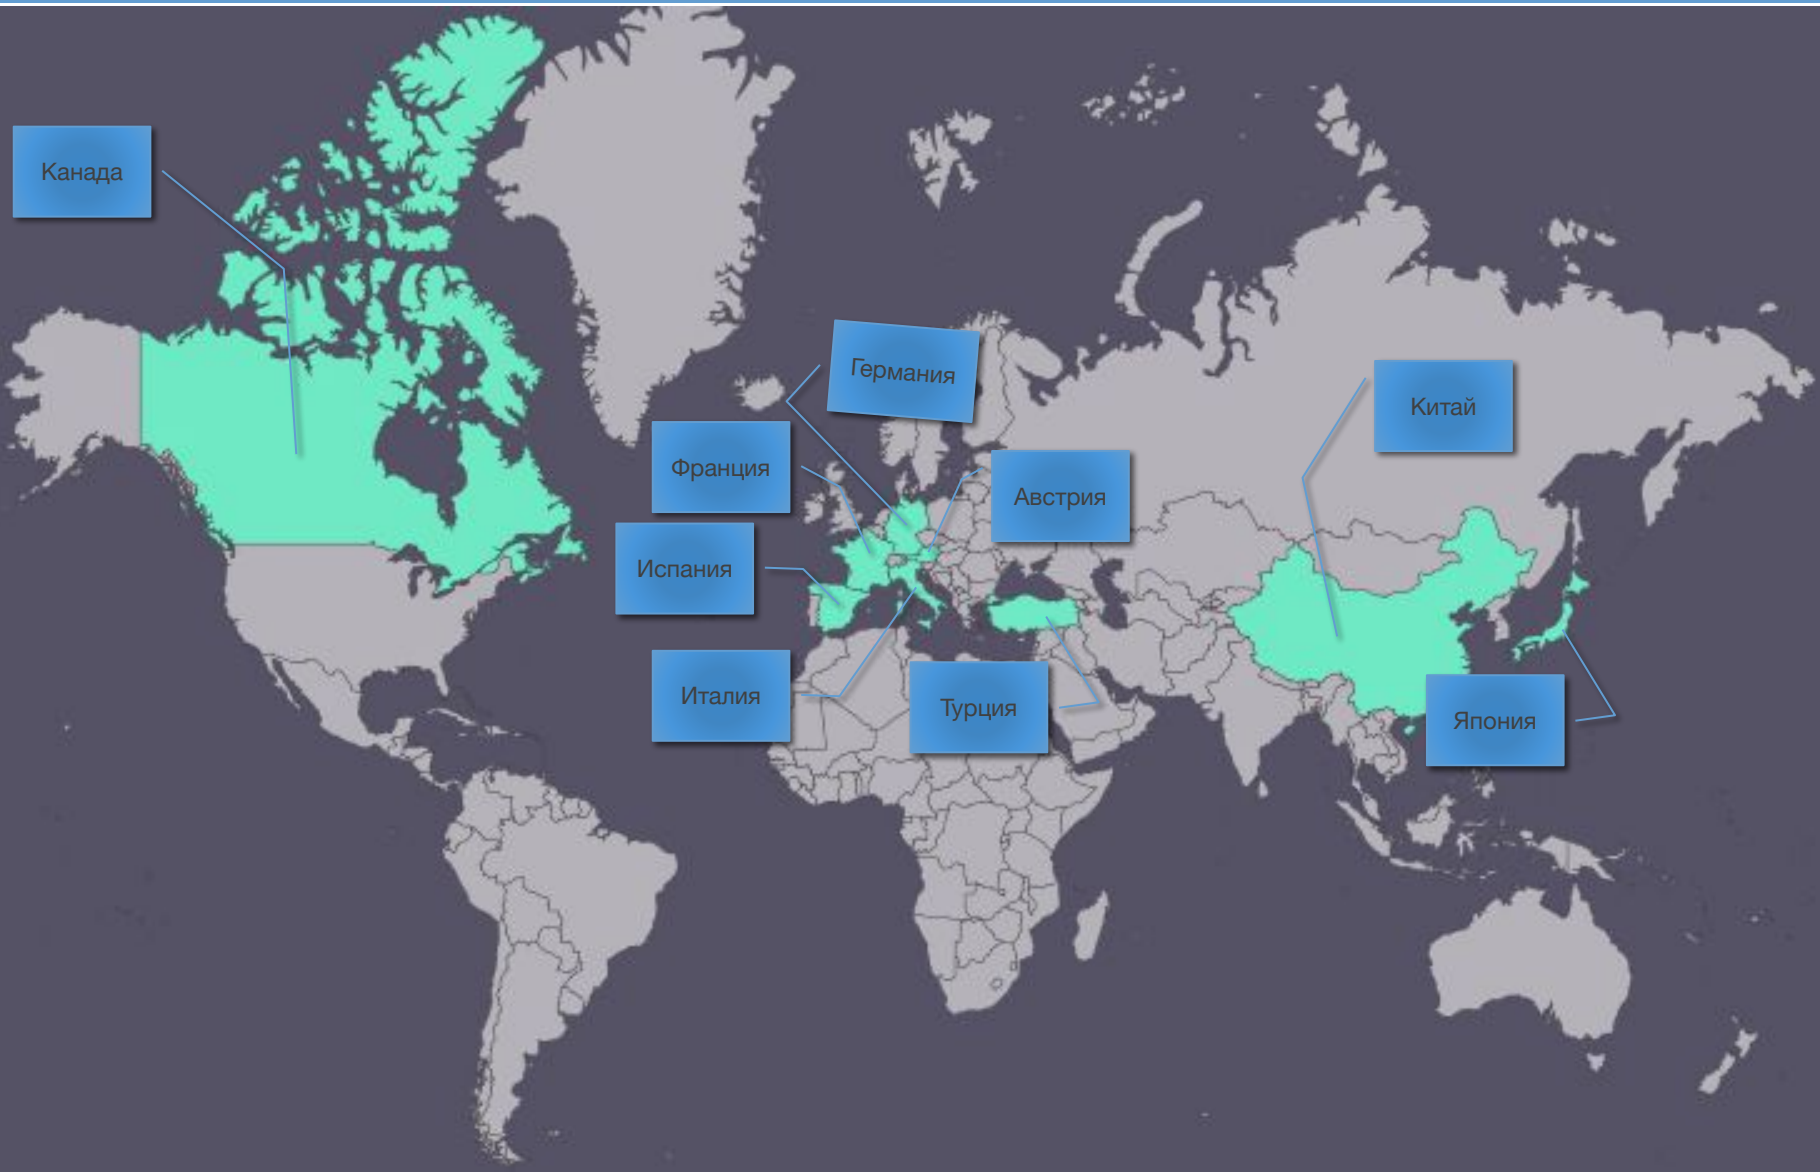 Канада
Германия
Китай
Франция
Австрия
Испания
Италия
Турция
Япония